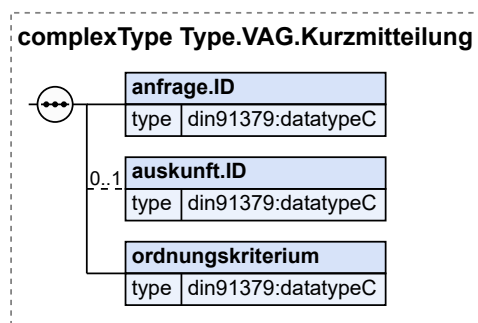 complexType Type.VAG.Kurzmitteilung
anfrage.ID
type din91379:datatypeC
0..1
auskunft.ID
type din91379:datatypeC
ordnungskriterium
type din91379:datatypeC